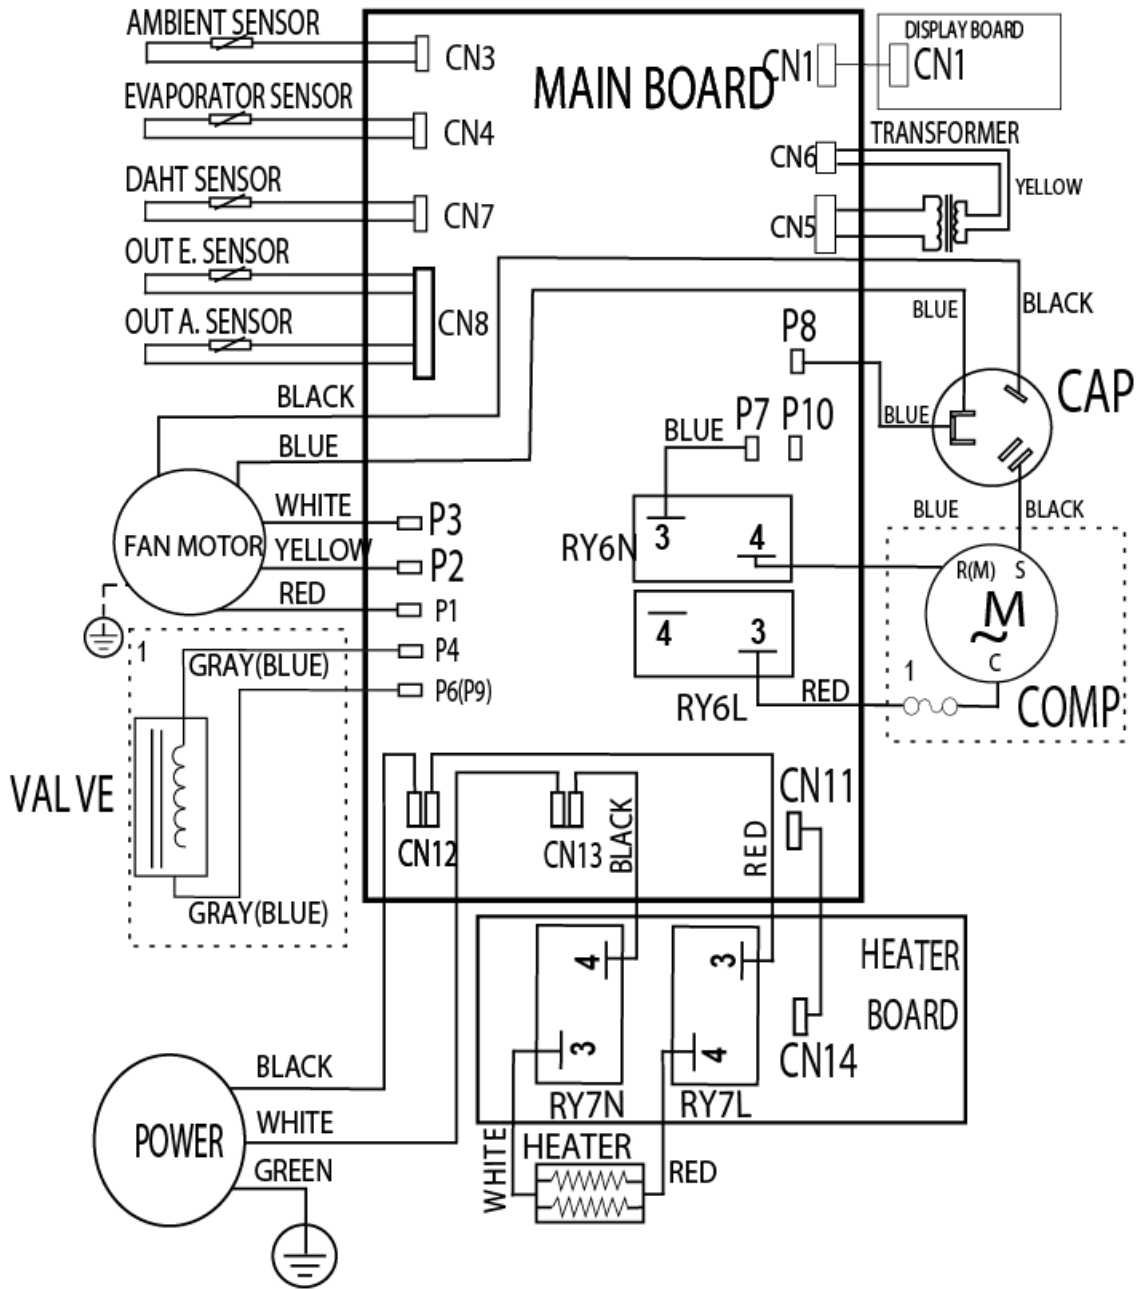 AMBIENT SENSOR
CN3
EVAPORATOR SENSOR
CN4
DAHT SENSOR
CN7
OUT E. SENSOR
OUT A. SENSOR
CN8
MAIN BOARD
CN1
DISPLAY BOARD
CN1
TRANSFORMER
CN6
YELLOW
CN5
BLUE
BLACK
P8
CAP
BLACK
BLUE
P7
P10
BLUE
BLUE
WHITE
P3
FAN MOTOR
YELLOW
P2
RED
P1
1
P4
GRAY(BLUE)
P6(P9)
VALVE
GRAY(BLUE)
RY6N
3
4
4
3
RY6L
RED
BLUE
BLACK
R(M)
S
M
C
1
COMP
CN12
CN13
BLACK
RED
CN11
4
3
RY7N
3
4
RY7L
HEATER
BOARD
CN14
BLACK
POWER
WHITE
GREEN
WHITE
HEATER
RED